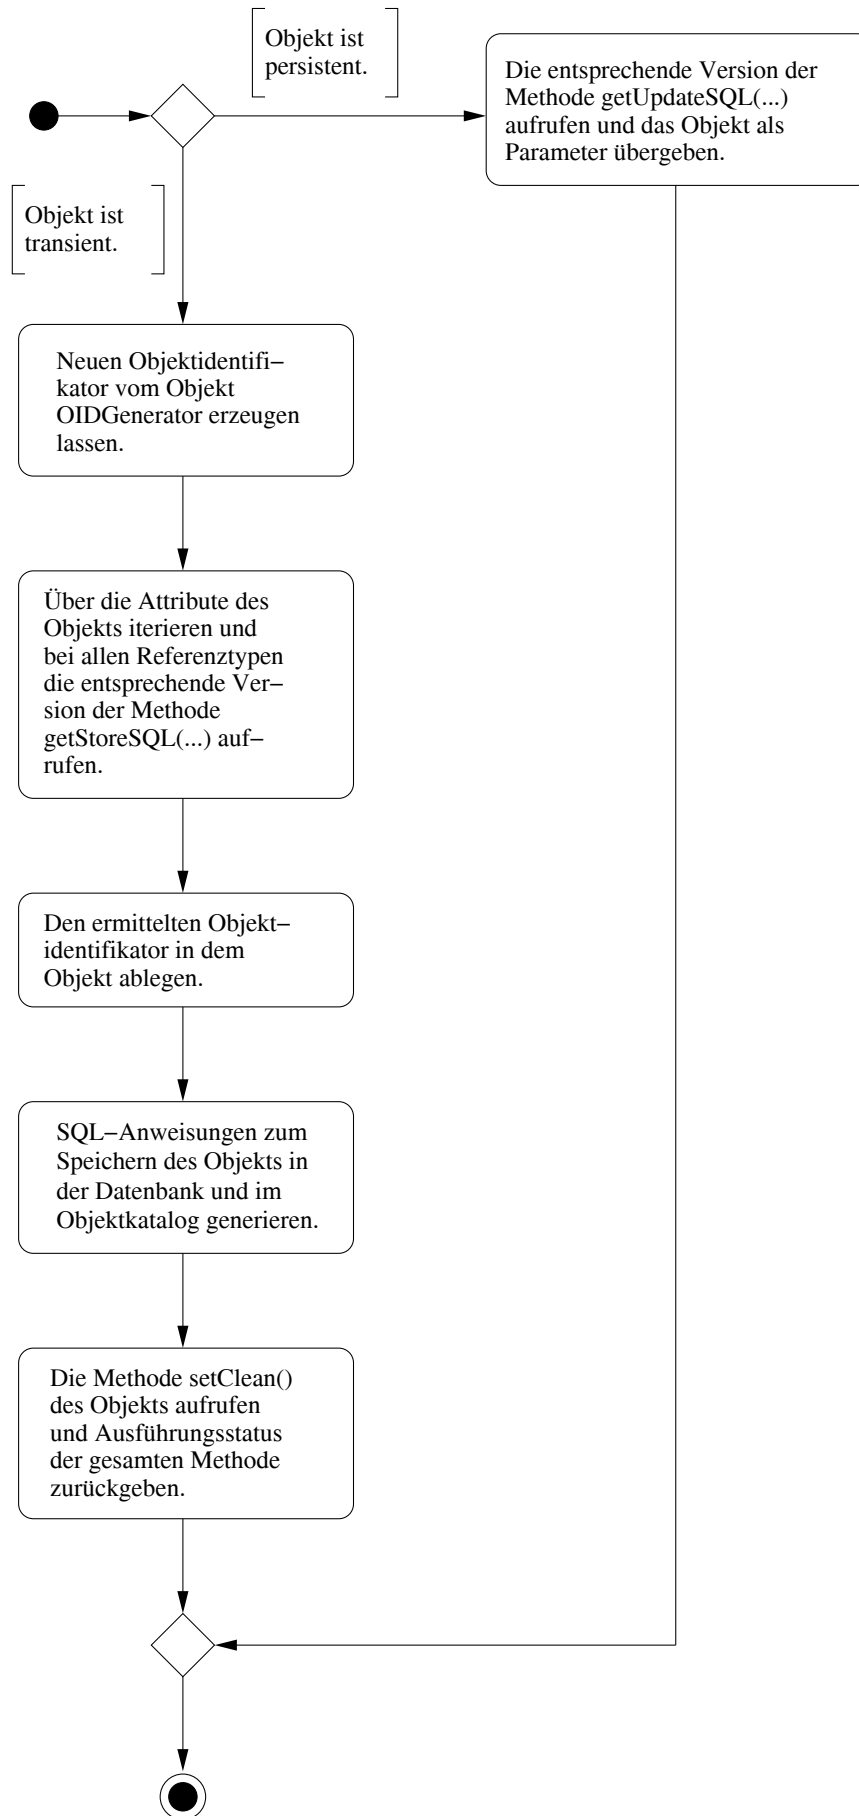 Objekt ist
persistent.
Die entsprechende Version der
Methode getUpdateSQL(...)
aufrufen und das Objekt als
Parameter übergeben.
Objekt ist
transient.
Neuen Objektidentifi−
kator vom Objekt
OIDGenerator erzeugen
lassen.
Über die Attribute des
Objekts iterieren und
bei allen Referenztypen
die entsprechende Ver−
sion der Methode
getStoreSQL(...) auf−
rufen.
Den ermittelten Objekt−
identifikator in dem
Objekt ablegen.
SQL−Anweisungen zum
Speichern des Objekts in
der Datenbank und im
Objektkatalog generieren.
Die Methode setClean()
des Objekts aufrufen
und Ausführungsstatus
der gesamten Methode
zurückgeben.